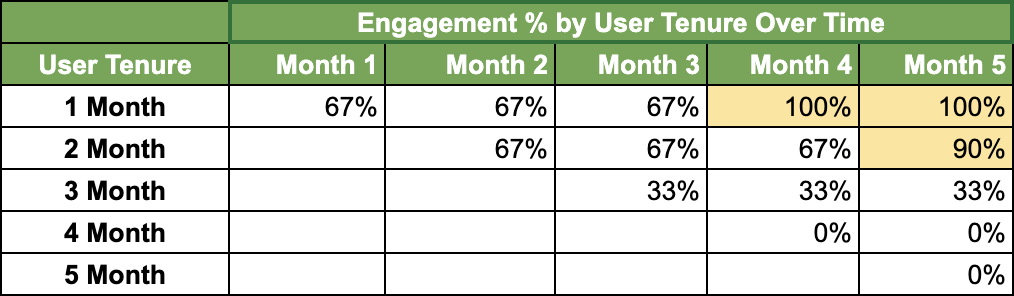 Engagement % by User Tenure Over Time
User Tenure Month 1 Month 2 Month 3 Month 4 Month 5
1 Month 67% 67% 67% 100% 100%
2 Month 67% 67% 67% 90%
3 Month 33% 33% 33%
4 Month 0% 0%
5 Month 0%